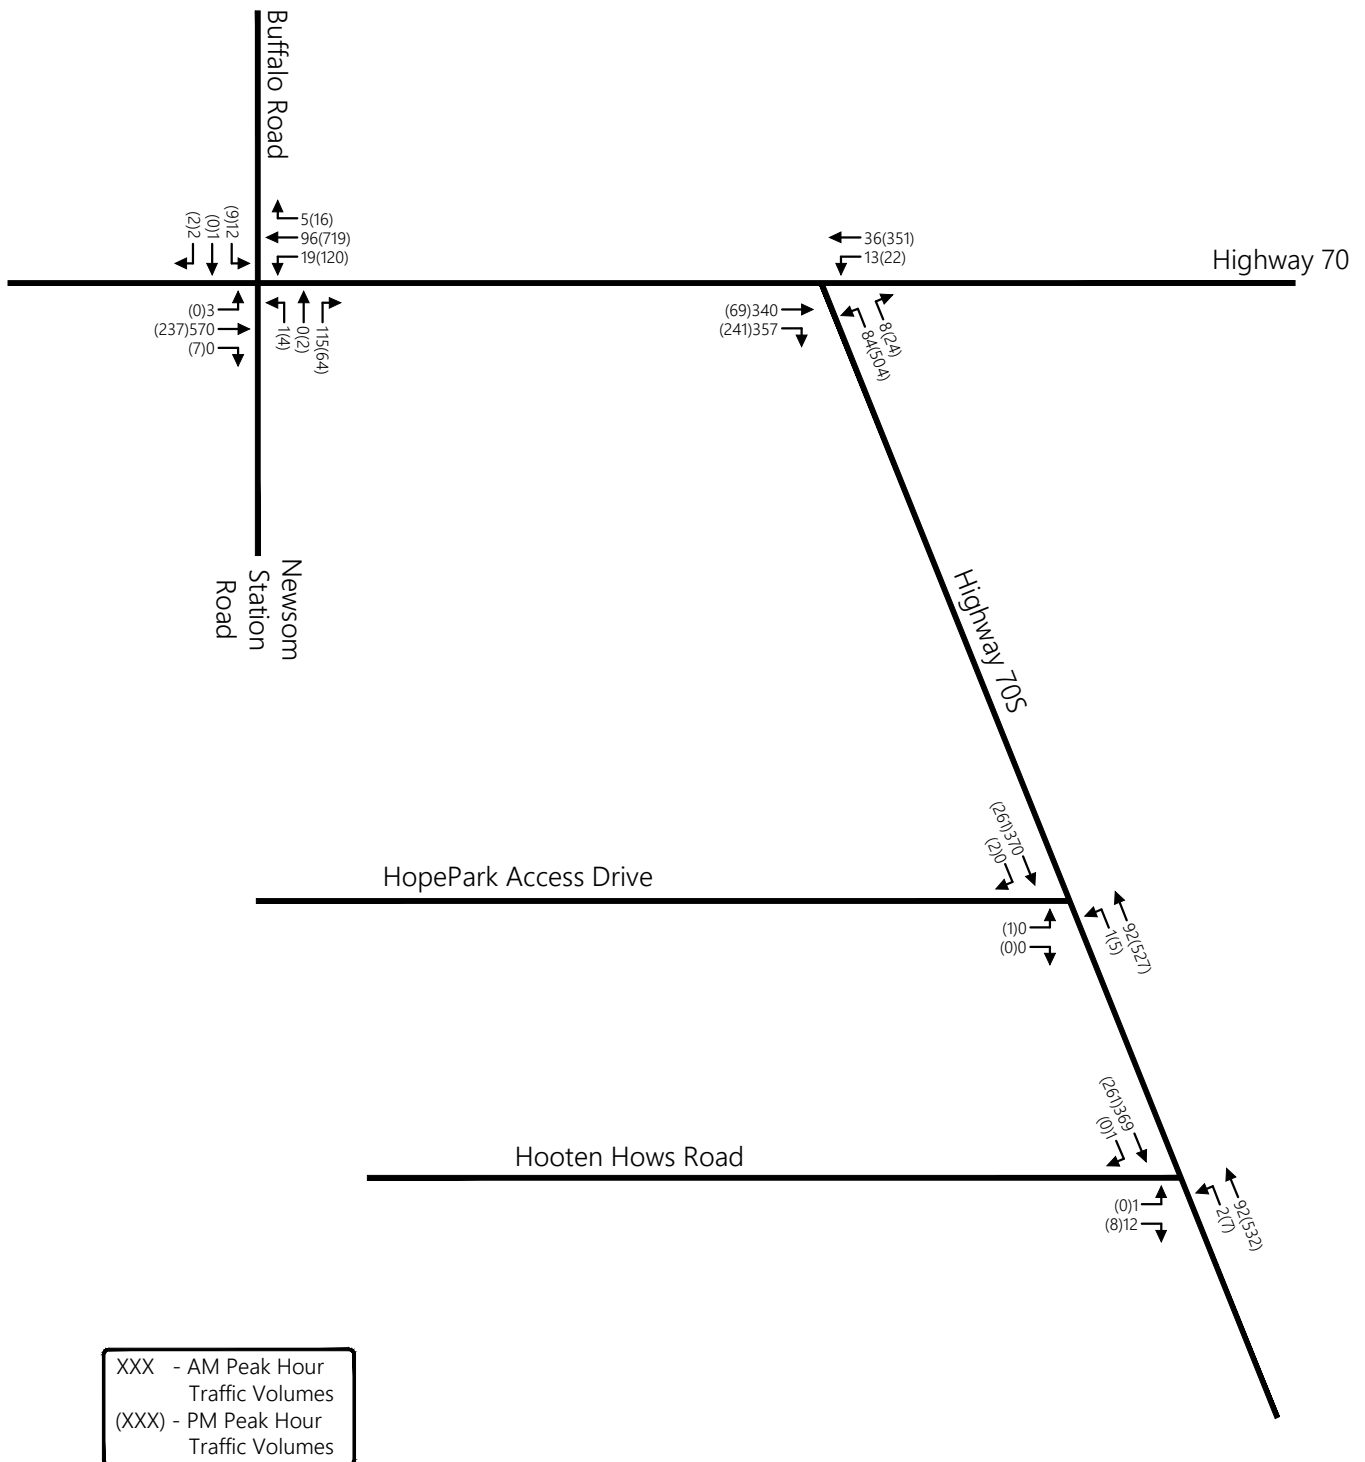 Buffalo Road
(2)2
(0)1
(9)12
5(16)
96(719)
19(120)
36(351)
13(22)
Highway 70
(0)3
(237)570
(7)0
1(4)
0(2)
115(64)
(69)340
(241)357
84(504)
8(24)
Newsom
Station
Road
Highway 70S
(261)370
(2)0
HopePark Access Drive
(1)0
(0)0
1(5)
92(527)
(261)369
(0)1
Hooten Hows Road
(0)1
(8)12
2(7)
92(532)
XXX - AM Peak Hour
Traffic Volumes
(XXX) - PM Peak Hour
Traffic Volumes